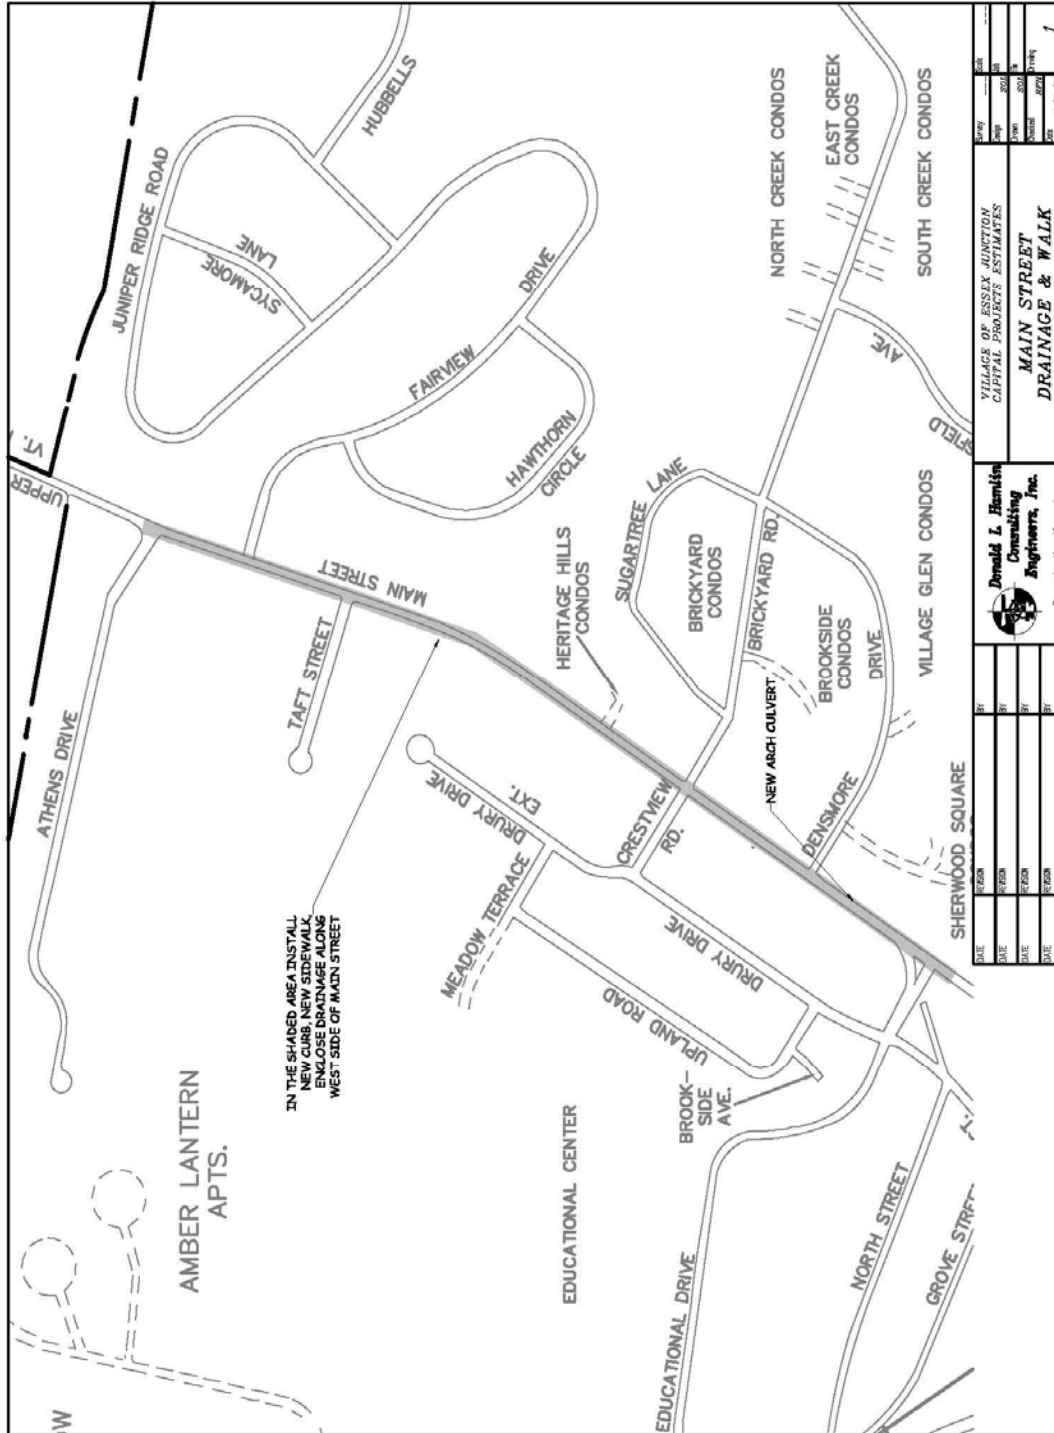 VT.
UPPER
JUNIPER RIDGE ROAD
HUBBELLS
SYCAMORE
LANE
FAIRVIEW
DRIVE
HAWTHORN
CIRCLE
ATHENS DRIVE
TAFT STREET
MAIN STREET
IN THE SHADED AREA INSTALL
NEW CURB, NEW SIDEWALK,
ENCLOSE DRAINAGE ALONG
WEST SIDE OF MAIN STREET
AMBER LANTERN
APTS.
W
HERITAGE HILLS
CONDOS
SUGARTREE LANE
BRICKYARD
CONDOS
BRICKYARD RD.
NORTH CREEK CONDOS
EAST CREEK
CONDOS
SOUTH CREEK CONDOS
AVE.
SFIELD
DRURY DRIVE
EXT.
CRESTVIEW
RD.
MEADOW TERRACE
DRURY DRIVE
UPLAND ROAD
BROOK-
SIDE
AVE.
EDUCATIONAL CENTER
EDUCATIONAL DRIVE
NORTH STREET
GROVE STREE
NEW ARCH CULVERT
BROOKSIDE
CONDOS
DENSMORE
DRIVE
VILLAGE GLEN CONDOS
SHERWOOD SQUARE
DATE REVISION BY
DATE REVISION BY
DATE REVISION BY
DATE REVISION BY
Donald L. Hamlin
Consulting
Engineers, Inc.
VILLAGE OF ESSEX JUNCTION
CAPITAL PROJECTS ESTIMATES
MAIN STREET
DRAINAGE & WALK
Survey
Scale
Design
Job
Drawn
File
Checked
Drawing
Date
1